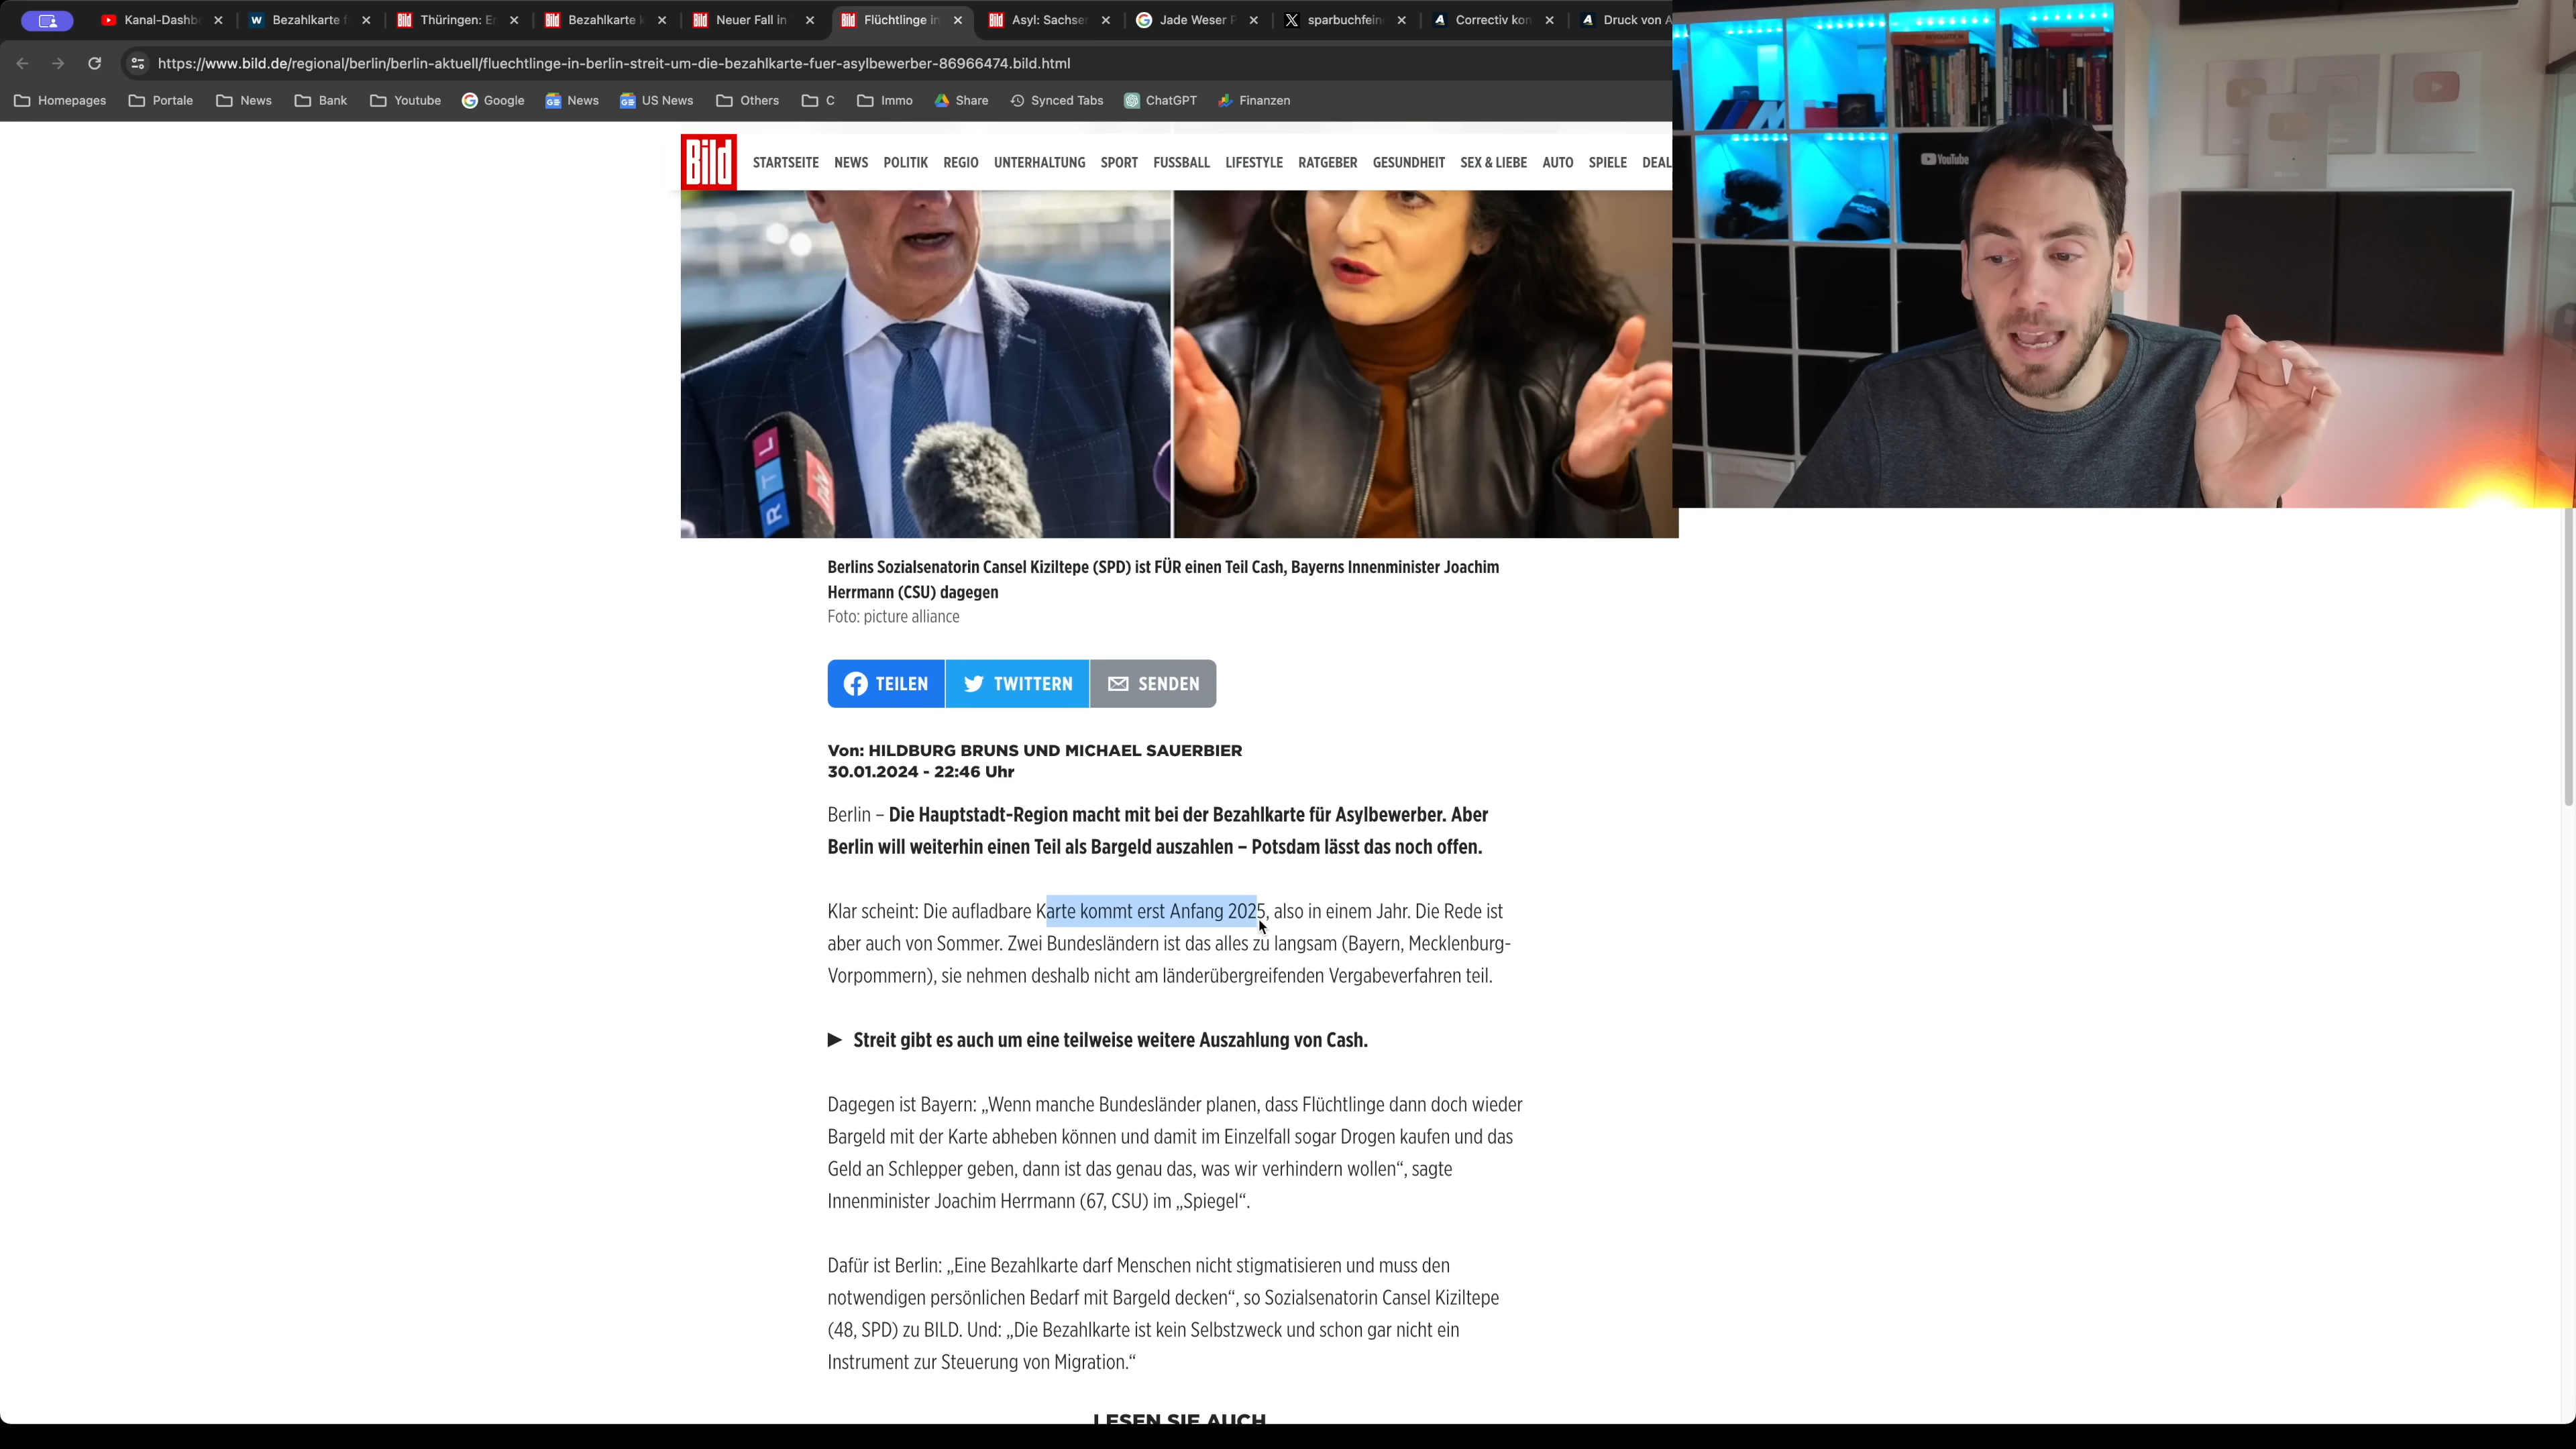 Kanal-Dashb
Bezahlkarte f
Thüringen: Er
Bezahlkarte k
Neuer Fall in
Flüchtlinge in
Asyl: Sachse
Jade Weser P
sparbuchfein
Correctiv kor
Druck von A
https://www.bild.de/regional/berlin/berlin-aktuell/fluechtlinge-in-berlin-streit-um-die-bezahlkarte-fuer-asylbewerber-86966474.bild.html
Homepages Portale News Bank Youtube Google News US News Others C Immo Share Synced Tabs ChatGPT Finanzen
YouTube
Bild STARTSEITE NEWS POLITIK REGIO UNTERHALTUNG SPORT FUSSBALL LIFESTYLE RATGEBER GESUNDHEIT SEX & LIEBE AUTO SPIELE DEAL
RTL
Berlins Sozialsenatorin Cansel Kiziltepe (SPD) ist FÜR einen Teil Cash, Bayerns Innenminister Joachim
Herrmann (CSU) dagegen
Foto: picture alliance
TEILEN TWITTERN SENDEN
Von: HILDBURG BRUNS UND MICHAEL SAUERBIER
30.01.2024 - 22:46 Uhr
Berlin – Die Hauptstadt-Region macht mit bei der Bezahlkarte für Asylbewerber. Aber
Berlin will weiterhin einen Teil als Bargeld auszahlen – Potsdam lässt das noch offen.
Klar scheint: Die aufladbare Karte kommt erst Anfang 2025, also in einem Jahr. Die Rede ist
aber auch von Sommer. Zwei Bundesländern ist das alles zu langsam (Bayern, Mecklenburg-
Vorpommern), sie nehmen deshalb nicht am länderübergreifenden Vergabeverfahren teil.
▶ Streit gibt es auch um eine teilweise weitere Auszahlung von Cash.
Dagegen ist Bayern: „Wenn manche Bundesländer planen, dass Flüchtlinge dann doch wieder
Bargeld mit der Karte abheben können und damit im Einzelfall sogar Drogen kaufen und das
Geld an Schlepper geben, dann ist das genau das, was wir verhindern wollen“, sagte
Innenminister Joachim Herrmann (67, CSU) im „Spiegel“.
Dafür ist Berlin: „Eine Bezahlkarte darf Menschen nicht stigmatisieren und muss den
notwendigen persönlichen Bedarf mit Bargeld decken“, so Sozialsenatorin Cansel Kiziltepe
(48, SPD) zu BILD. Und: „Die Bezahlkarte ist kein Selbstzweck und schon gar nicht ein
Instrument zur Steuerung von Migration.“
LESEN SIE AUCH